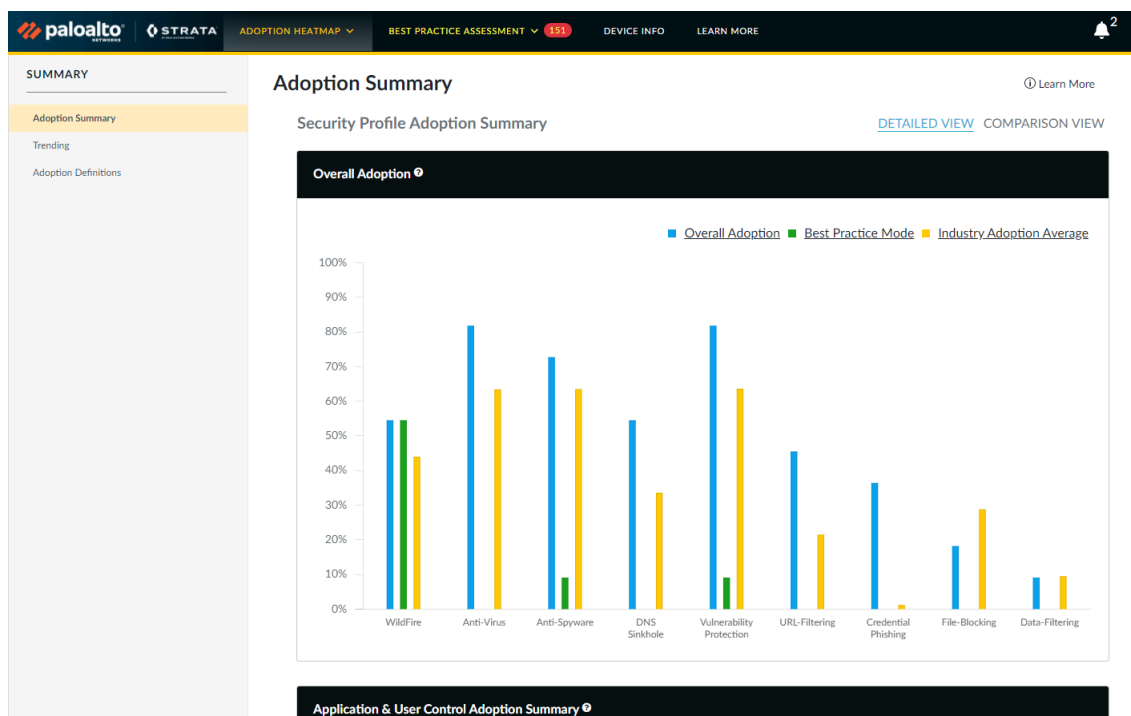 paloalto NETWORKS STRATA ADOPTION HEATMAP BEST PRACTICE ASSESSMENT 151 DEVICE INFO LEARN MORE 2
SUMMARY
Adoption Summary
Trending
Adoption Definitions
Adoption Summary
Learn More
Security Profile Adoption Summary
DETAILED VIEW COMPARISON VIEW
Overall Adoption
Overall Adoption Best Practice Mode Industry Adoption Average
100%
90%
80%
70%
60%
50%
40%
30%
20%
10%
0%
WildFire
Anti-Virus
Anti-Spyware
DNS
Sinkhole
Vulnerability
Protection
URL-Filtering
Credential
Phishing
File-Blocking
Data-Filtering
Application & User Control Adoption Summary